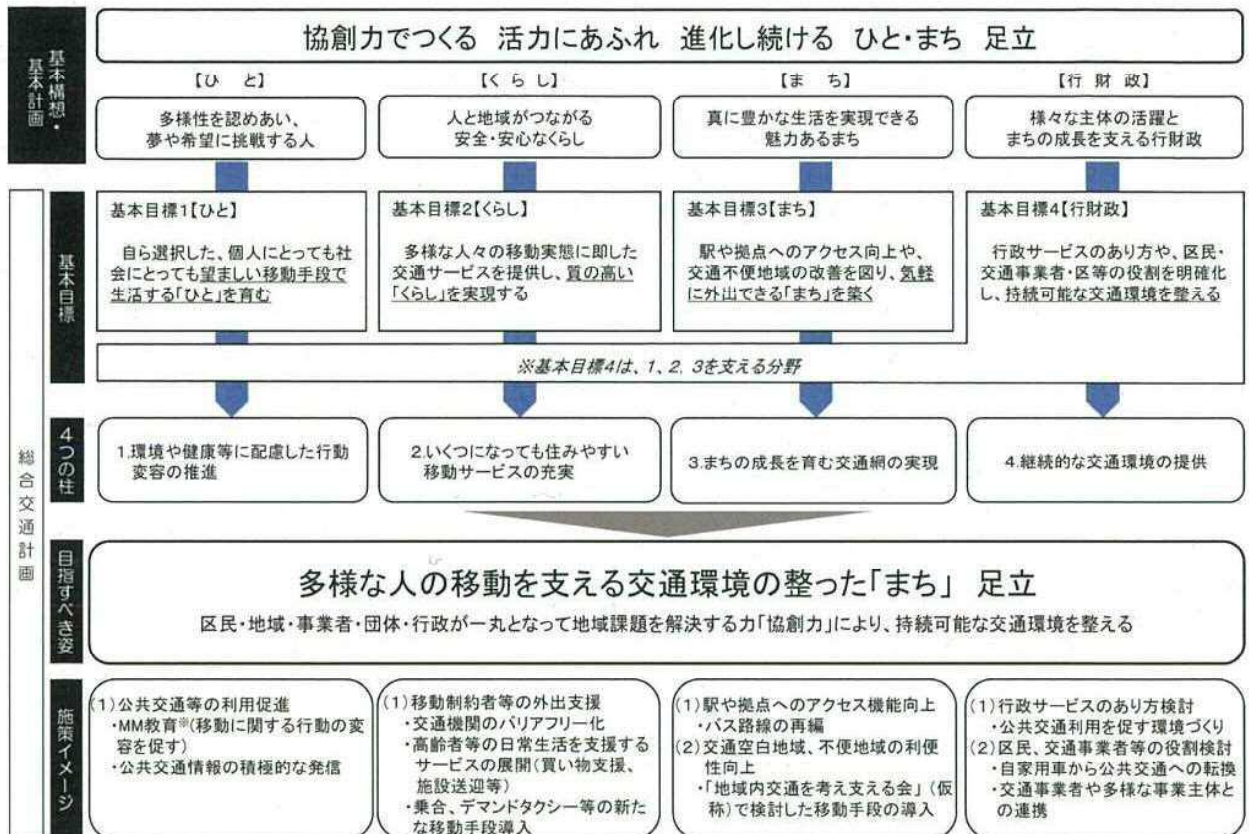 基本構想・
基本計画
協創力でつくる 活力にあふれ 進化し続ける ひと・まち 足立
【ひ と】
多様性を認めあい、
夢や希望に挑戦する人
【く ら し】
人と地域がつながる
安全・安心なくらし
【ま ち】
真に豊かな生活を実現できる
魅力あるまち
【行 財 政】
様々な主体の活躍と
まちの成長を支える行財政
総合交通計画
基本目標
基本目標1【ひと】
自ら選択した、個人にとっても社
会にとっても望ましい移動手段で
生活する「ひと」を育む
基本目標2【くらし】
多様な人々の移動実態に即した
交通サービスを提供し、質の高い
「くらし」を実現する
基本目標3【まち】
駅や拠点へのアクセス向上や、
交通不便地域の改善を図り、気軽
に外出できる「まち」を築く
基本目標4【行財政】
行政サービスのあり方や、区民・
交通事業者・区等の役割を明確化
し、持続可能な交通環境を整える
※基本目標4は、1、2、3を支える分野
4つの柱
1.環境や健康等に配慮した行動
変容の推進
2.いくつになっても住みやすい
移動サービスの充実
3.まちの成長を育む交通網の実現
4.継続的な交通環境の提供
目指すべき姿
多様な人の移動を支える交通環境の整った「まち」 足立
区民・地域・事業者・団体・行政が一丸となって地域課題を解決する力「協創力」により、持続可能な交通環境を整える
施策イメージ
(1)公共交通等の利用促進
・MM教育※(移動に関する行動の変
容を促す)
・公共交通情報の積極的な発信
(1)移動制約者等の外出支援
・交通機関のバリアフリー化
・高齢者等の日常生活を支援する
サービスの展開(買い物支援、
施設送迎等)
・乗合、デマンドタクシー等の新た
な移動手段導入
(1)駅や拠点へのアクセス機能向上
・バス路線の再編
(2)交通空白地域、不便地域の利便
性向上
・「地域内交通を考え支える会」(仮
称)で検討した移動手段の導入
(1)行政サービスのあり方検討
・公共交通利用を促す環境づくり
(2)区民、交通事業者等の役割検討
・自家用車から公共交通への転換
・交通事業者や多様な事業主体と
の連携